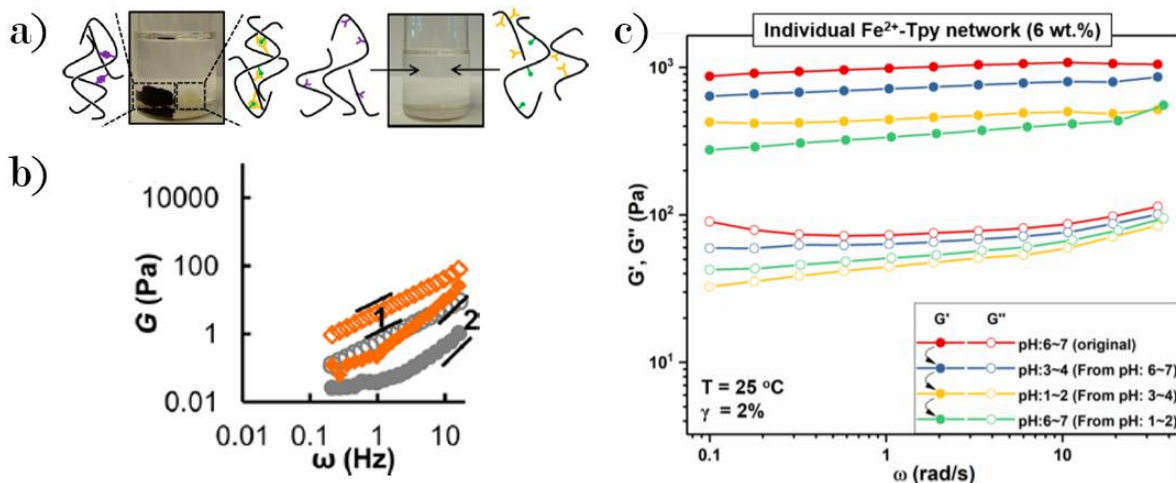 a)
b)
10000
100
1
0.01
G (Pa)
1
2
0.01 0.1 1 10
ω (Hz)
c)
Individual Fe²⁺-Tpy network (6 wt.%)
10³
10²
10¹
G', G" (Pa)
G' G"
pH:6~7 (original)
pH:3~4 (From pH: 6~7)
pH:1~2 (From pH: 3~4)
pH:6~7 (From pH: 1~2)
T = 25 °C
γ = 2%
0.1 1 10
ω (rad/s)